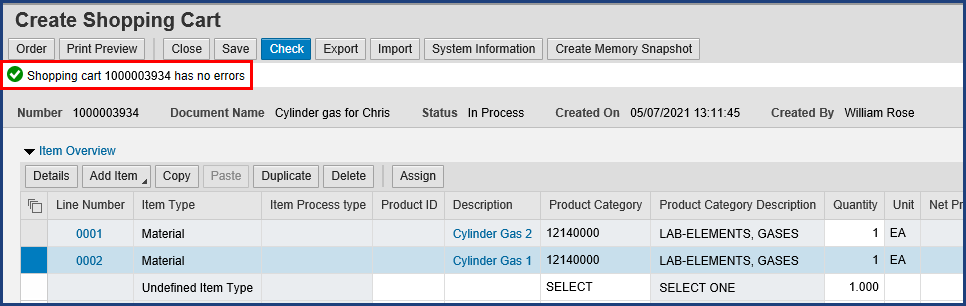 Create Shopping Cart
Order Print Preview Close Save Check Export Import System Information Create Memory Snapshot
Shopping cart 1000003934 has no errors
Number 1000003934 Document Name Cylinder gas for Chris Status In Process Created On 05/07/2021 13:11:45 Created By William Rose
Item Overview
Details Add Item Copy Paste Duplicate Delete Assign
Line Number Item Type Item Process type Product ID Description Product Category Product Category Description Quantity Unit Net Pr
0001 Material Cylinder Gas 2 12140000 LAB-ELEMENTS, GASES 1 EA
0002 Material Cylinder Gas 1 12140000 LAB-ELEMENTS, GASES 1 EA
Undefined Item Type SELECT SELECT ONE 1.000